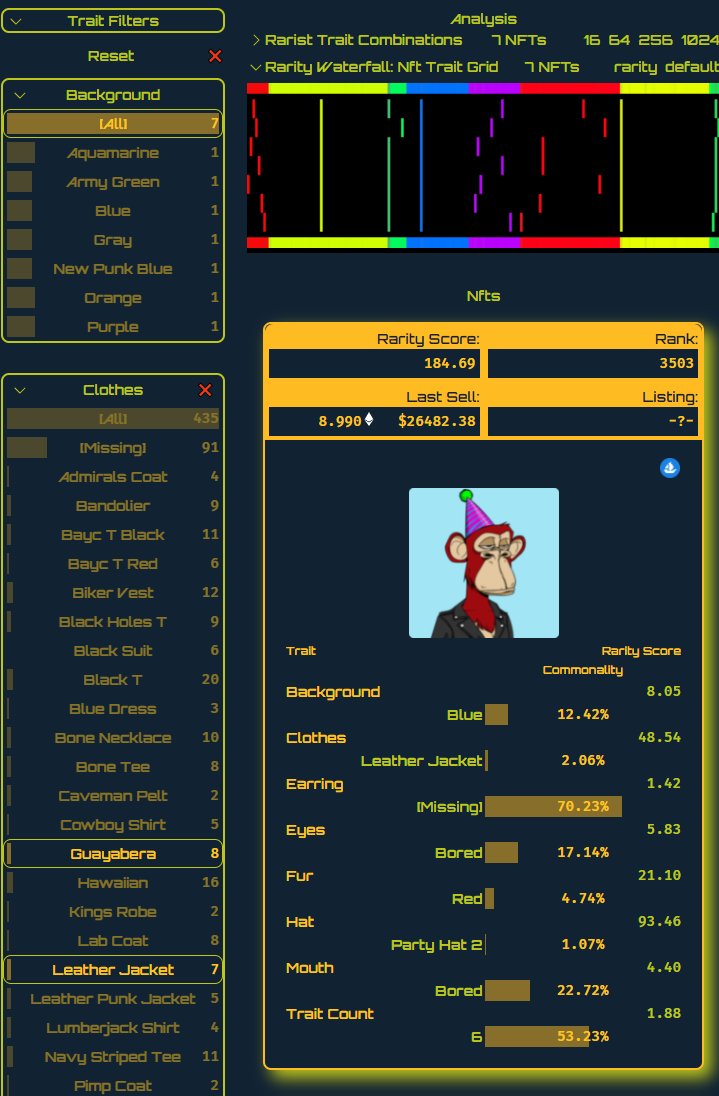 Trait Filters
Reset
Background
[All] 7
Aquamarine 1
Army Green 1
Blue 1
Gray 1
New Punk Blue 1
Orange 1
Purple 1
Clothes
[All] 435
[Missing] 91
Admirals Coat 4
Bandolier 9
Bayc T Black 11
Bayc T Red 6
Biker Vest 12
Black Holes T 9
Black Suit 6
Black T 20
Blue Dress 3
Bone Necklace 10
Bone Tee 8
Caveman Pelt 2
Cowboy Shirt 5
Guayabera 8
Hawaiian 16
Kings Robe 2
Lab Coat 8
Leather Jacket 7
Leather Punk Jacket 5
Lumberjack Shirt 4
Navy Striped Tee 11
Pimp Coat 2
Analysis
Rarist Trait Combinations 7 NFTs 16 64 256 1024
Rarity Waterfall: Nft Trait Grid 7 NFTs rarity default
Nfts
Rarity Score: Rank:
184.69 3503
Last Sell: Listing:
8.990 $26482.38 -?-
Trait Rarity Score
Commonality
Background 8.05
Blue 12.42%
Clothes 48.54
Leather Jacket 2.06%
Earring 1.42
[Missing] 70.23%
Eyes 5.83
Bored 17.14%
Fur 21.10
Red 4.74%
Hat 93.46
Party Hat 2 1.07%
Mouth 4.40
Bored 22.72%
Trait Count 1.88
6 53.23%